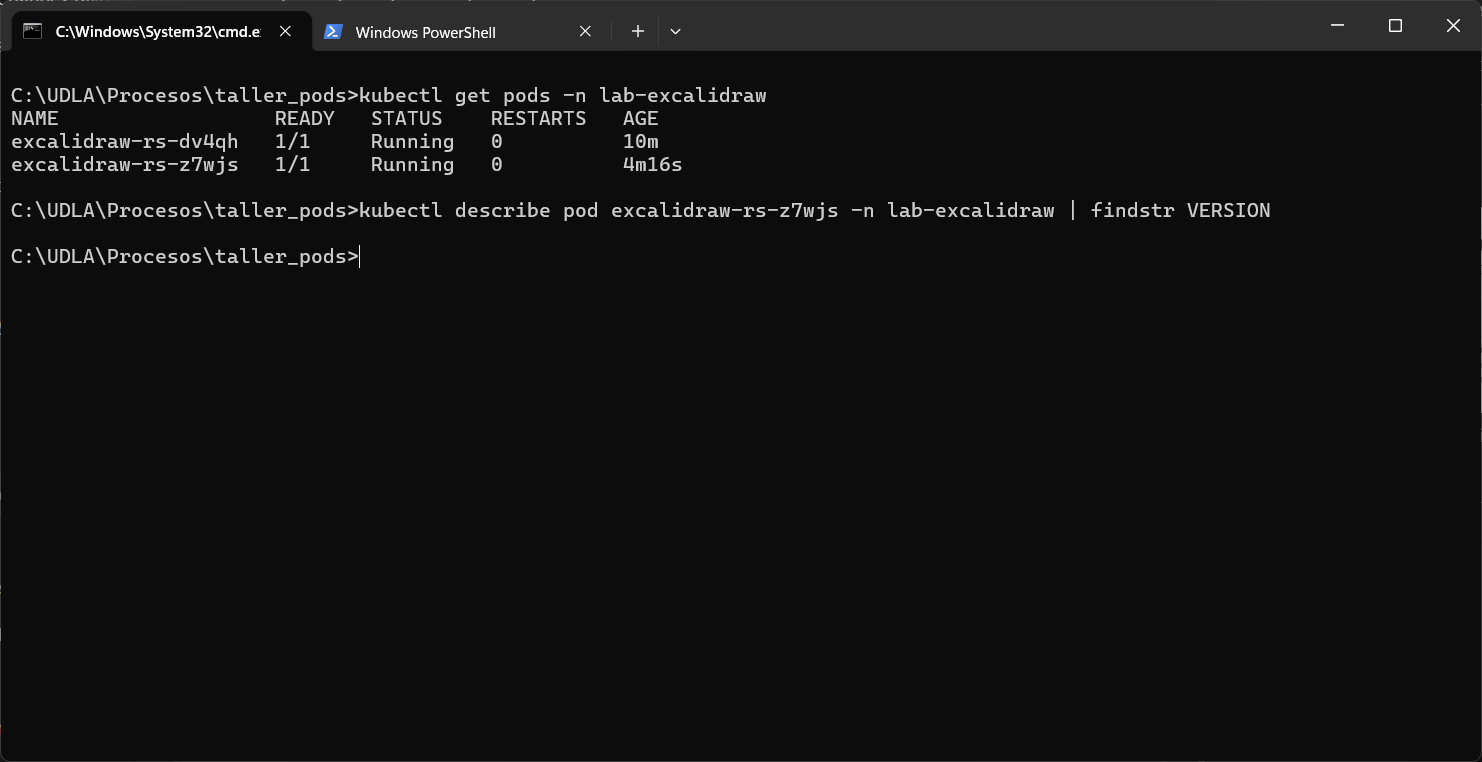 C:\Windows\System32\cmd.e
Windows PowerShell
C:\UDLA\Procesos\taller_pods>kubectl get pods -n lab-excalidraw
NAME READY STATUS RESTARTS AGE
excalidraw-rs-dv4qh 1/1 Running 0 10m
excalidraw-rs-z7wjs 1/1 Running 0 4m16s
C:\UDLA\Procesos\taller_pods>kubectl describe pod excalidraw-rs-z7wjs -n lab-excalidraw | findstr VERSION
C:\UDLA\Procesos\taller_pods>